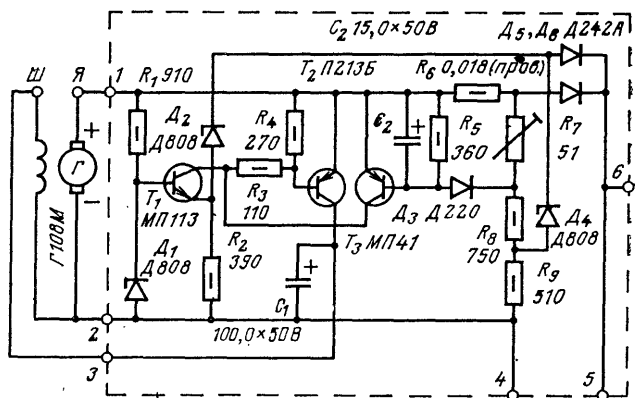 C₂ 15,0×50В
Д₅, Д₆ Д242А
Ш
Я
1
R₁ 910
T₂ П213Б
R₆ 0,018(пров.)
Д₂
Д808
R₄
270
C₂
R₅
360
R₇
51
+
Г
−
Г108М
T₁
МП113
R₃
110
Д₃ Д220
6
Д₁
Д808
R₂
390
+
C₁
T₃ МП41
R₈
750
Д₄
Д808
R₉
510
2
100,0×50В
3
4
5